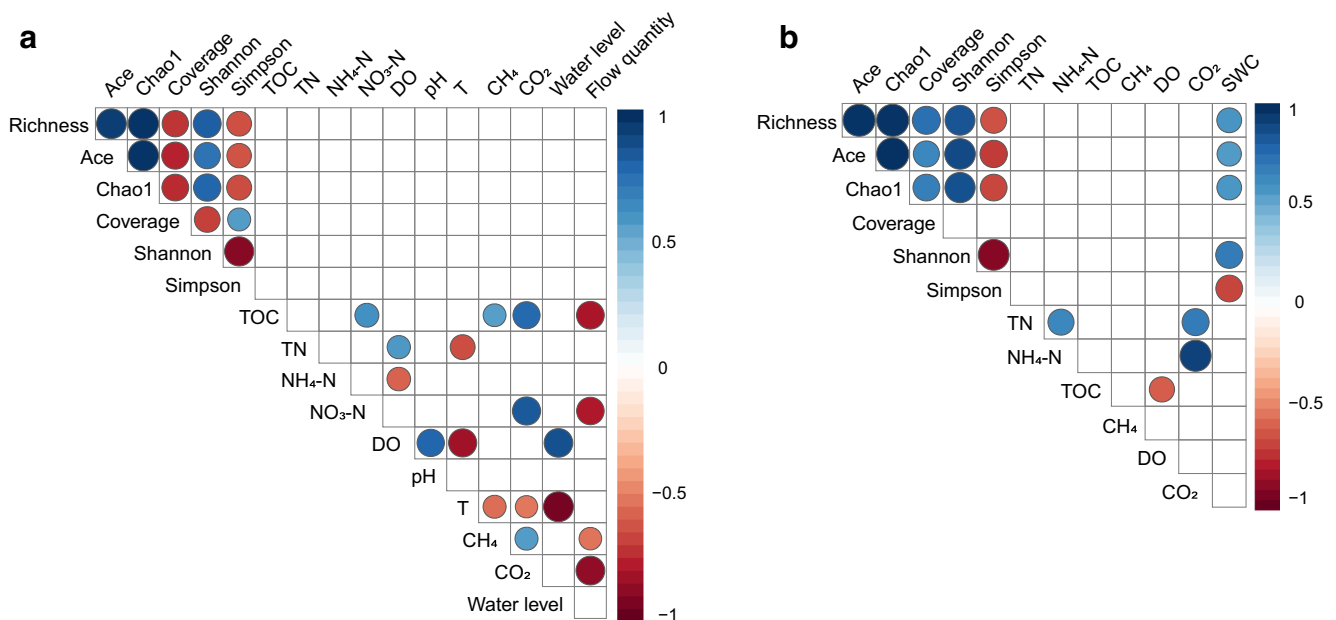 a
Ace
Chao1
Coverage
Shannon
Simpson
TOC
TN
NH₄-N
NO₃-N
DO
pH
T
CH₄
CO₂
Water level
Flow quantity
Richness
Ace
Chao1
Coverage
Shannon
Simpson
TOC
TN
NH₄-N
NO₃-N
DO
pH
T
CH₄
CO₂
Water level
1
0.5
0
−0.5
−1
b
Ace
Chao1
Coverage
Shannon
Simpson
TN
NH₄-N
TOC
CH₄
DO
CO₂
SWC
Richness
Ace
Chao1
Coverage
Shannon
Simpson
TN
NH₄-N
TOC
CH₄
DO
CO₂
1
0.5
0
−0.5
−1